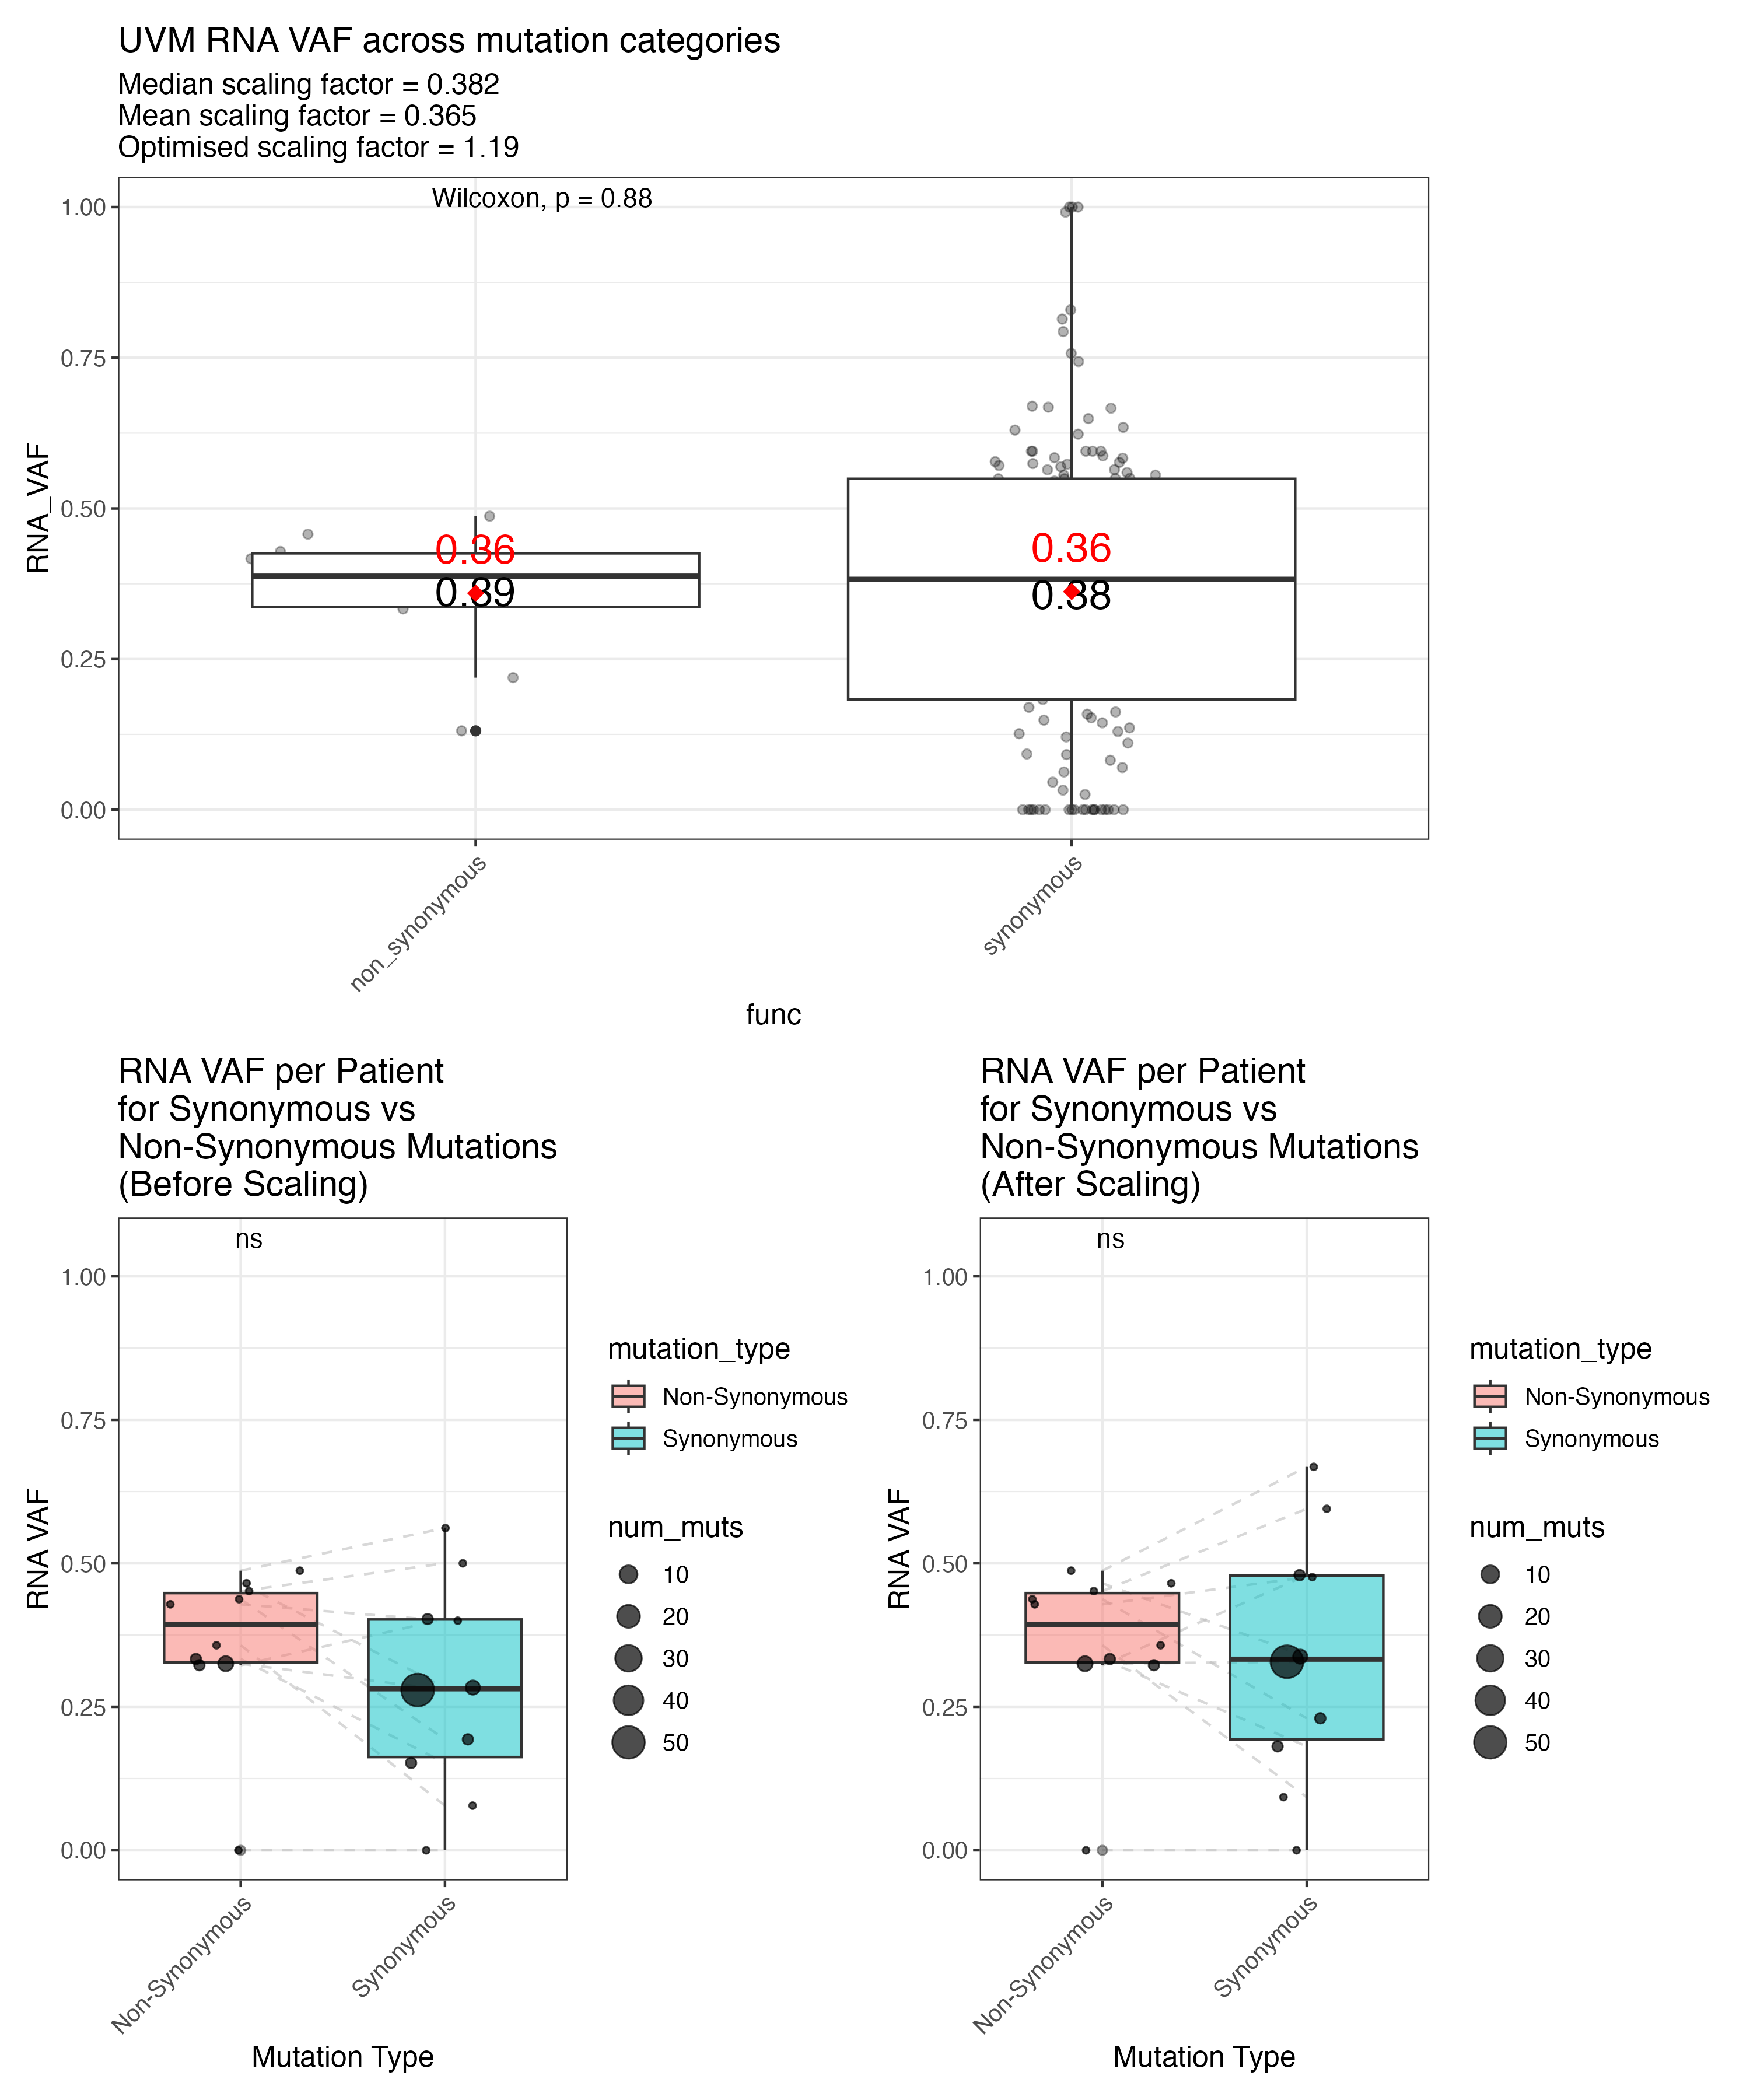 UVM RNA VAF across mutation categories
Median scaling factor = 0.382
Mean scaling factor = 0.365
Optimised scaling factor = 1.19
Wilcoxon, p = 0.88
RNA_VAF
1.00
0.75
0.50
0.25
0.00
0.36
0.39
0.36
0.38
non_synonymous
synonymous
func
RNA VAF per Patient
for Synonymous vs
Non-Synonymous Mutations
(Before Scaling)
ns
RNA VAF
1.00
0.75
0.50
0.25
0.00
Non-Synonymous
Synonymous
Mutation Type
mutation_type
Non-Synonymous
Synonymous
num_muts
10
20
30
40
50
RNA VAF per Patient
for Synonymous vs
Non-Synonymous Mutations
(After Scaling)
ns
RNA VAF
1.00
0.75
0.50
0.25
0.00
Non-Synonymous
Synonymous
Mutation Type
mutation_type
Non-Synonymous
Synonymous
num_muts
10
20
30
40
50